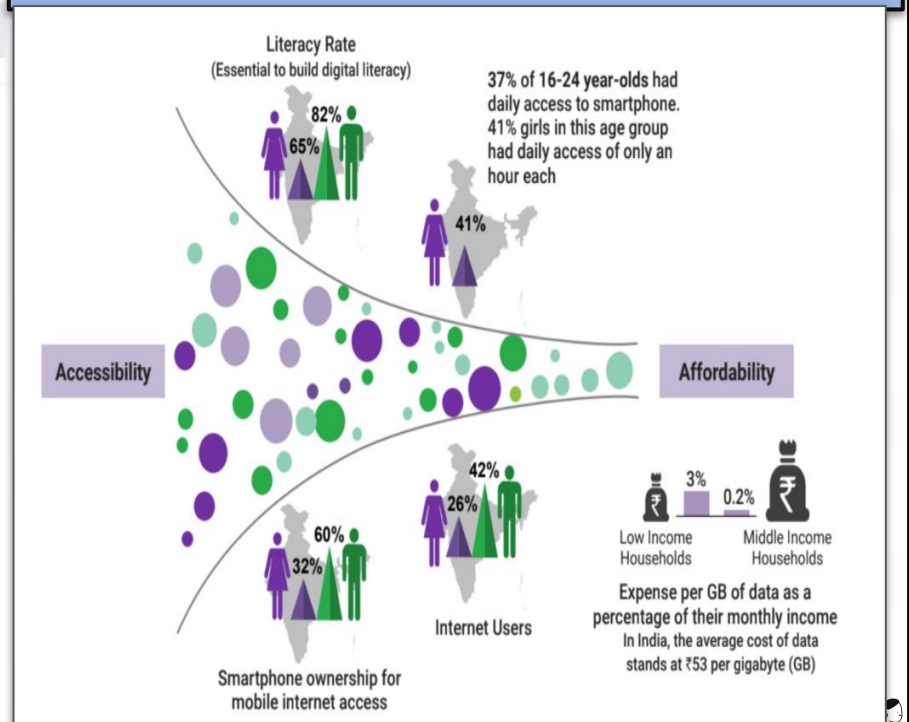 Literacy Rate
(Essential to build digital literacy)
82%
65%
37% of 16-24 year-olds had
daily access to smartphone.
41% girls in this age group
had daily access of only an
hour each
41%
Accessibility
Affordability
60%
32%
Smartphone ownership for
mobile internet access
42%
26%
Internet Users
₹
3%
0.2%
₹
Low Income
Households
Middle Income
Households
Expense per GB of data as a
percentage of their monthly income
In India, the average cost of data
stands at ₹53 per gigabyte (GB)